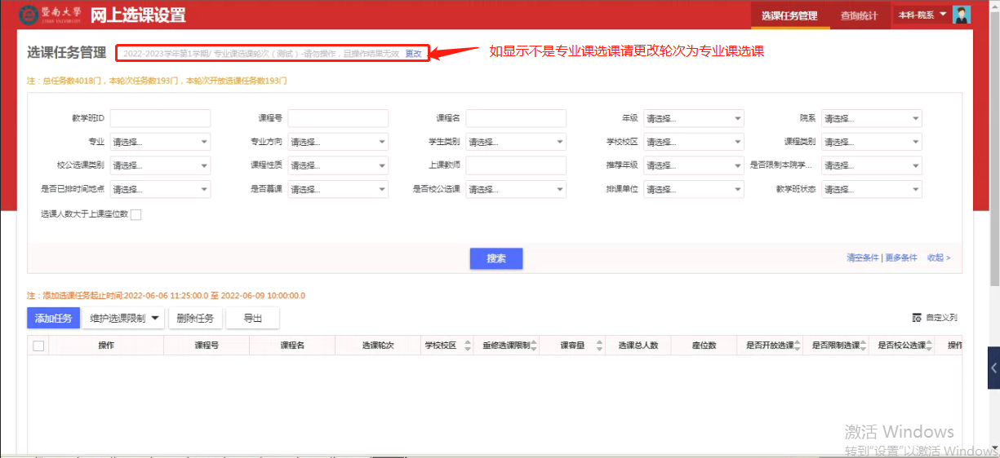 暨南大學 网上选课设置 选课任务管理 查询统计 本科-院系
JINAN UNIVERSITY
选课任务管理 2022-2023学年第1学期/ 专业课选课轮次（测试）-请勿操作，且操作结果无效 更改 如显示不是专业课选课请更改轮次为专业课选课
注：总任务数4018门，本轮次任务数193门，本轮次开放选课任务数193门
教学班ID 课程号 课程名 年级 请选择... 院系 请选择...
专业 请选择... 专业方向 请选择... 学生类别 请选择... 学校校区 请选择... 课程类别 请选择...
校公选课类别 请选择... 课程性质 请选择... 上课教师 推荐年级 请选择... 是否限制本院学... 请选择...
是否已排时间地点 请选择... 是否慕课 请选择... 是否校公选课 请选择... 排课单位 请选择... 教学班状态 请选择...
选课人数大于上课座位数
搜索 清空条件 | 更多条件 收起 >
注：添加选课任务起止时间:2022-06-06 11:25:00.0 至 2022-06-09 10:00:00.0
添加任务 维护选课限制 删除任务 导出 自定义列
操作 课程号 课程名 选课轮次 学校校区 重修选课限制 课容量 选课总人数 座位数 是否开放选课 是否限制选课 是否校公选课 操作
激活 Windows
转到"设置"以激活 Windows